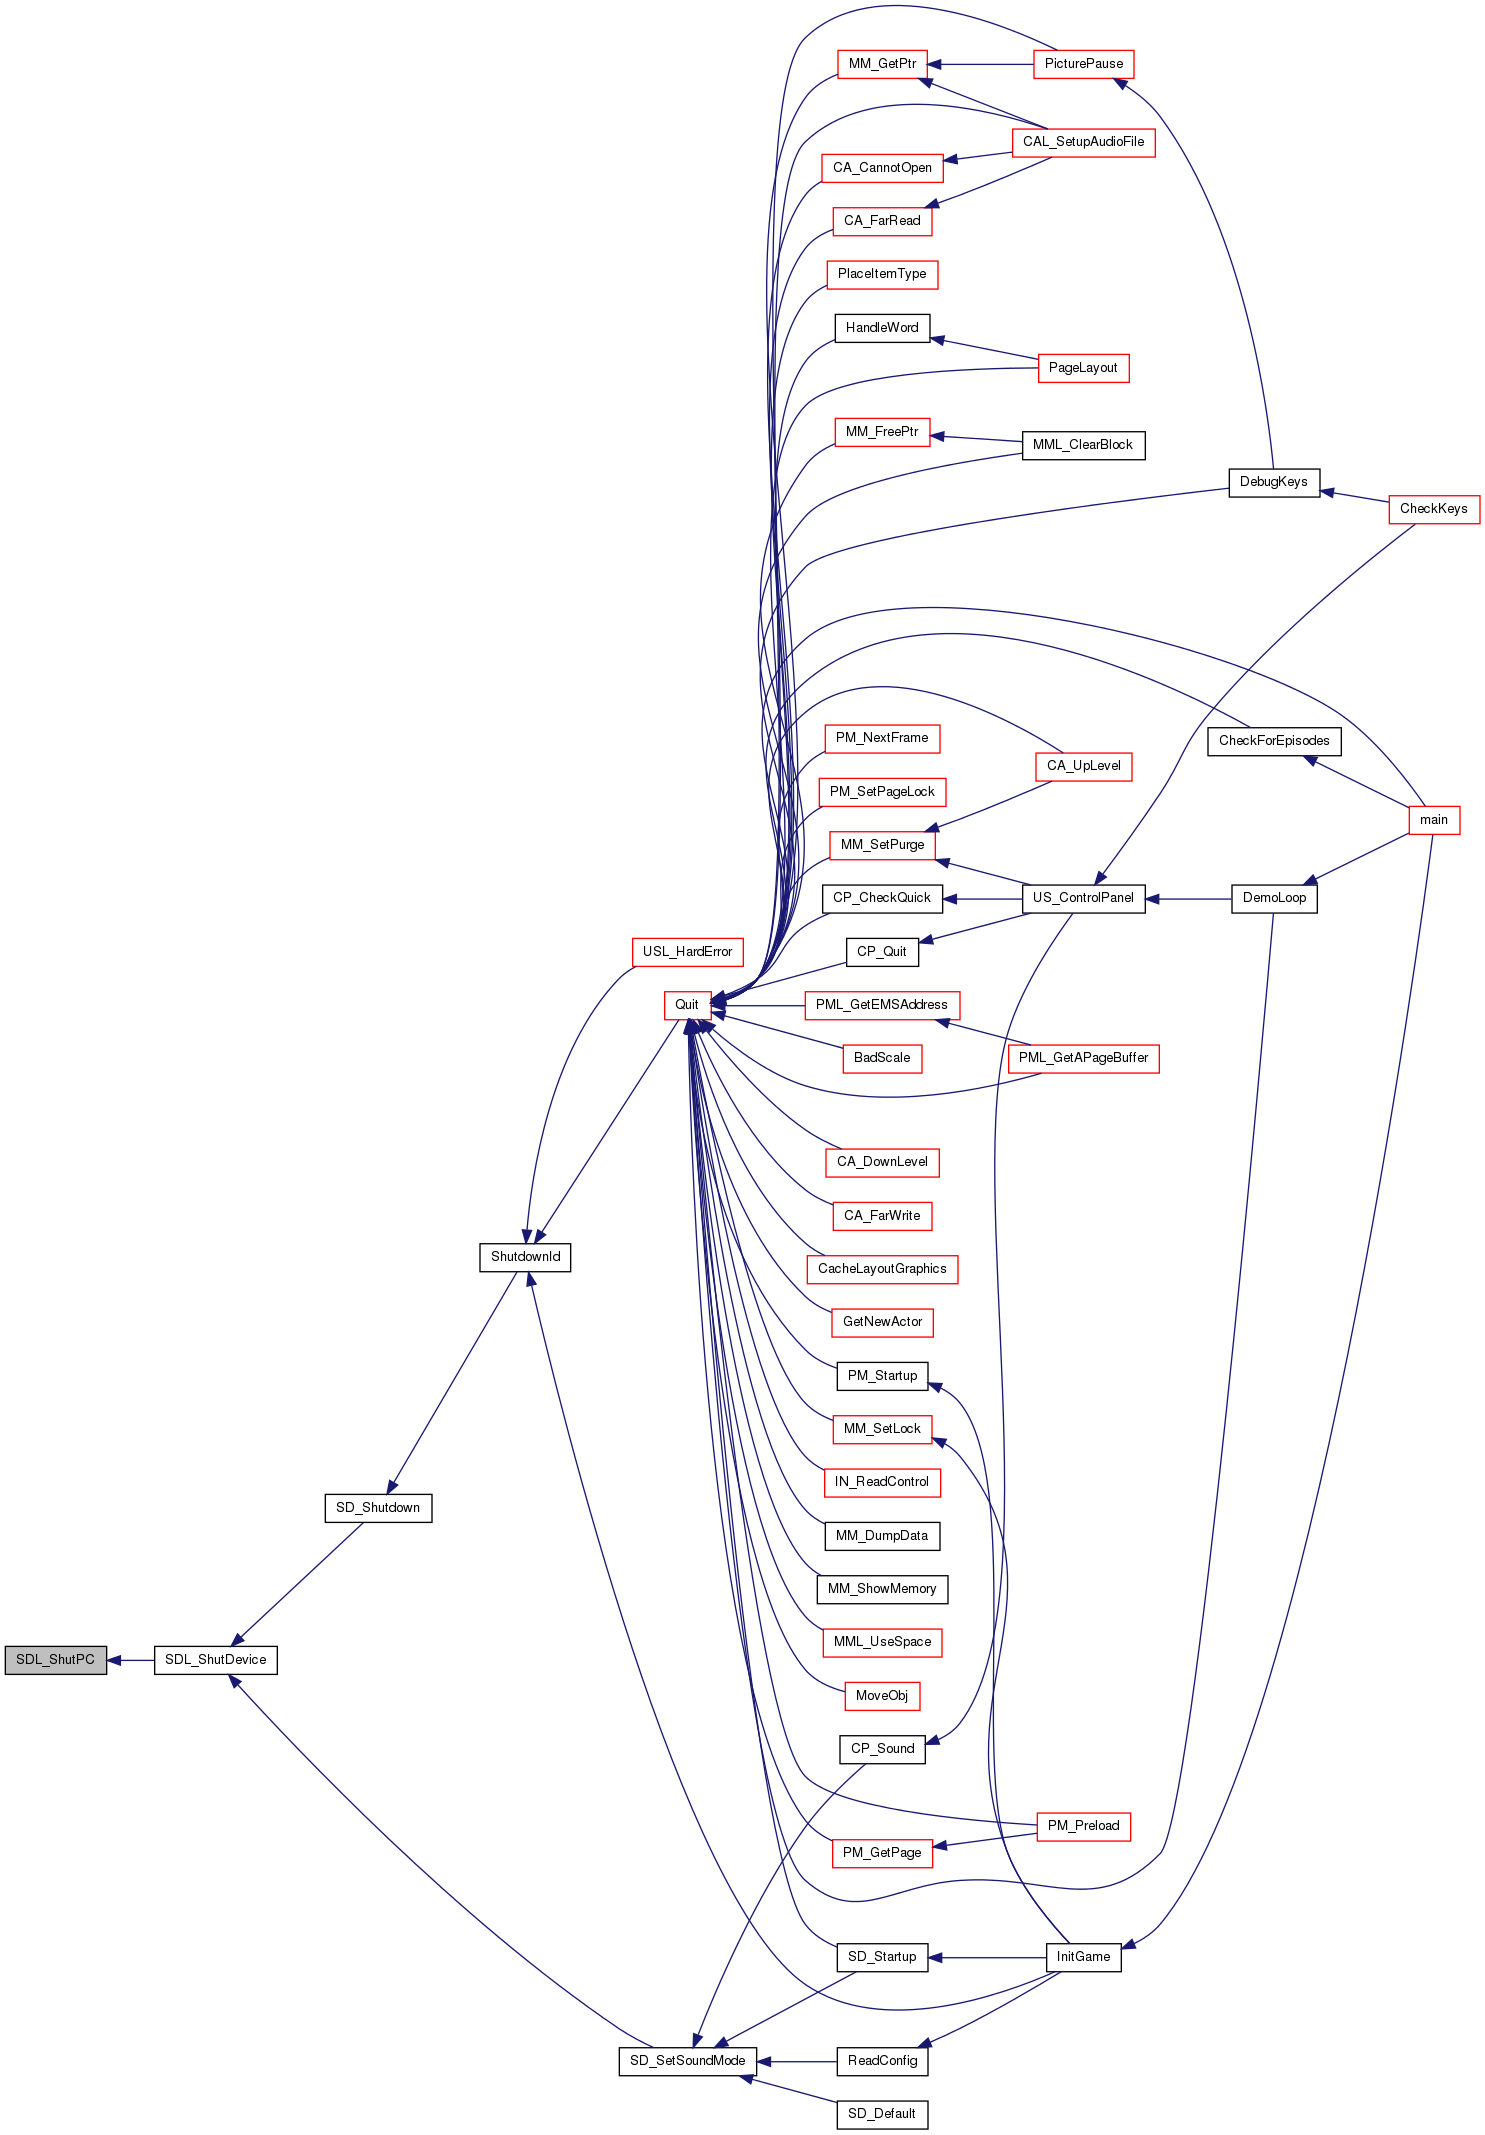 PicturePause
MM_GetPtr
CAL_SetupAudioFile
CA_CannotOpen
CA_FarRead
PlaceItemType
HandleWord
PageLayout
MM_FreePtr
MML_ClearBlock
DebugKeys
CheckKeys
PM_NextFrame
CheckForEpisodes
CA_UpLevel
PM_SetPageLock
main
MM_SetPurge
CP_CheckQuick
US_ControlPanel
DemoLoop
USL_HardError
CP_Quit
Quit
PML_GetEMSAddress
BadScale
PML_GetAPageBuffer
CA_DownLevel
CA_FarWrite
ShutdownId
CacheLayoutGraphics
GetNewActor
PM_Startup
MM_SetLock
IN_ReadControl
SD_Shutdown
MM_DumpData
MM_ShowMemory
MML_UseSpace
SDL_ShutPC
SDL_ShutDevice
MoveObj
CP_Sound
PM_Preload
PM_GetPage
SD_Startup
InitGame
SD_SetSoundMode
ReadConfig
SD_Default